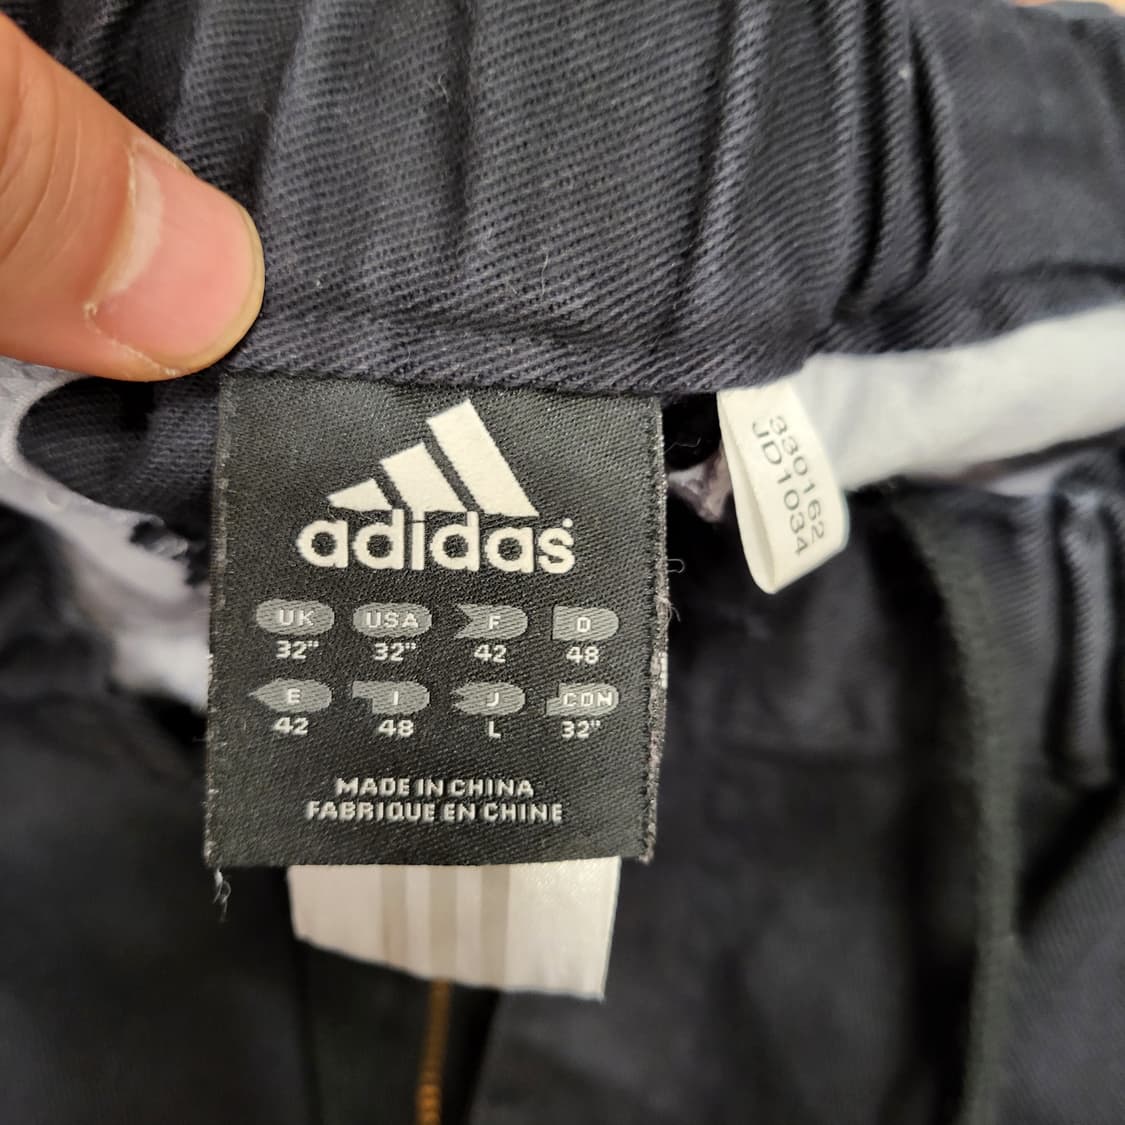 adidas
UK USA F D
32" 32" 42 48
E I J CDN
42 48 L 32"
MADE IN CHINA
FABRIQUE EN CHINE
330162
JD1034